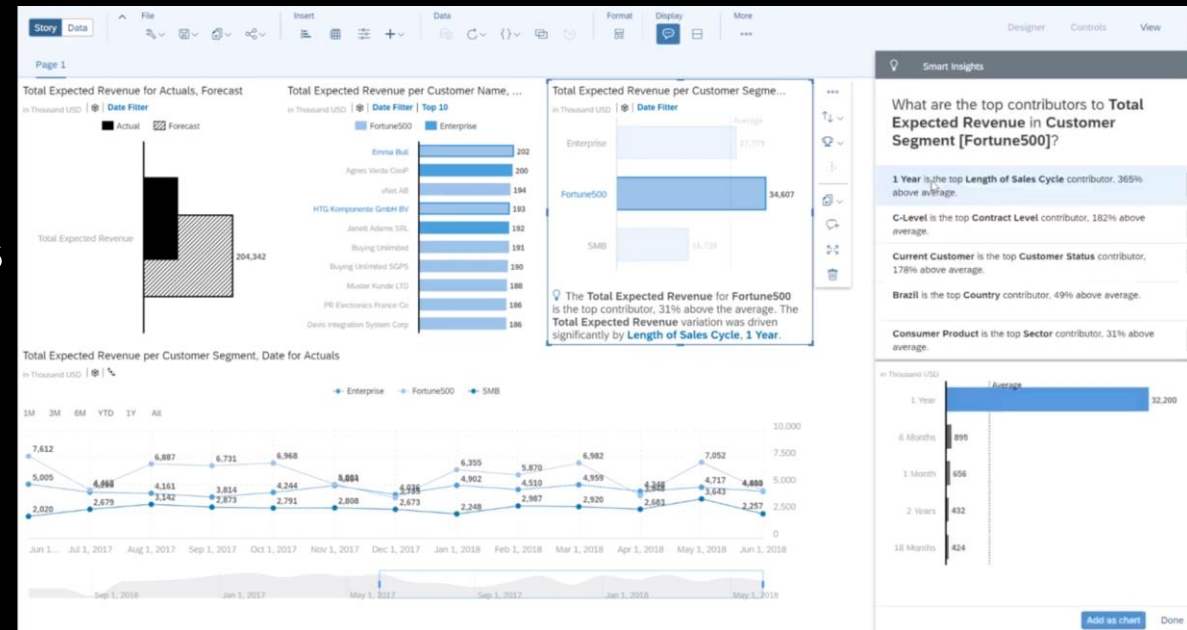 File Insert Data Format Display More
Story Data
Designer Controls View
Page 1
Smart Insights
Total Expected Revenue for Actuals, Forecast
in Thousand USD | Date Filter
Actual Forecast
Total Expected Revenue
204,342
Total Expected Revenue per Customer Name, ...
in Thousand USD | Date Filter | Top 10
Fortune500 Enterprise
Emma Bull 202
Agnes Varda CooP 200
vNet AB 194
HTG Komponente GmbH BV 193
Janett Adams SRL 192
Buying Unlimited 191
Buying Unlimited SGPS 190
Muster Kunde LTD 188
PR Electronics France Co 186
Davis Integration System Corp 186
Total Expected Revenue per Customer Segme...
in Thousand USD | Date Filter
Average
Enterprise 27,779
Fortune500 34,607
SMB
The Total Expected Revenue for Fortune500
is the top contributor, 31% above the average. The
Total Expected Revenue variation was driven
significantly by Length of Sales Cycle, 1 Year.
What are the top contributors to Total
Expected Revenue in Customer
Segment [Fortune500]?
1 Year is the top Length of Sales Cycle contributor, 365%
above average.
C-Level is the top Contract Level contributor, 182% above
average.
Current Customer is the top Customer Status contributor,
178% above average.
Brazil is the top Country contributor, 49% above average.
Consumer Product is the top Sector contributor, 31% above
average.
in Thousand USD
Average
1 Year 32,200
6 Months 895
1 Month 656
2 Years 432
18 Months 424
Add as chart Done
Total Expected Revenue per Customer Segment, Date for Actuals
in Thousand USD
Enterprise Fortune500 SMB
1M 3M 6M YTD 1Y All
10,000
7,500
5,000
2,500
0
7,612 6,887 6,731 6,968 6,355 5,870 6,982 7,052
5,005 4,161 3,814 4,244 4,902 4,510 4,959 4,717
2,020 2,679 3,142 2,873 2,791 2,808 2,673 2,248 2,987 2,920 2,683 3,643 2,257
Jun 1... Jul 1, 2017 Aug 1, 2017 Sep 1, 2017 Oct 1, 2017 Nov 1, 2017 Dec 1, 2017 Jan 1, 2018 Feb 1, 2018 Mar 1, 2018 Apr 1, 2018 May 1, 2018 Jun 1, 2018
Sep 1, 2016 Jan 1, 2017 May 1, 2017 Sep 1, 2017 Jan 1, 2018 May 1, 2018